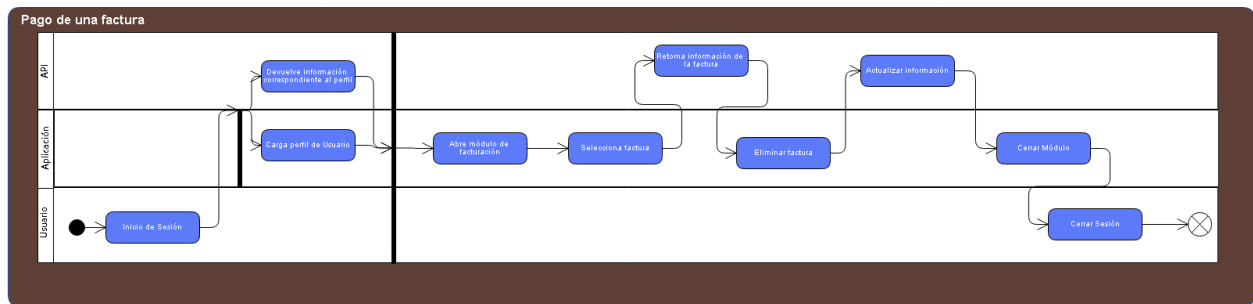 Pago de una factura
API
Devuelve información
correspondiente al perfil
Retorna información de
la factura
Actualizar información
Aplicación
Carga perfil de Usuario
Abre módulo de
facturación
Selecciona factura
Eliminar factura
Cerrar Módulo
Usuario
Inicio de Sesión
Cerrar Sesión